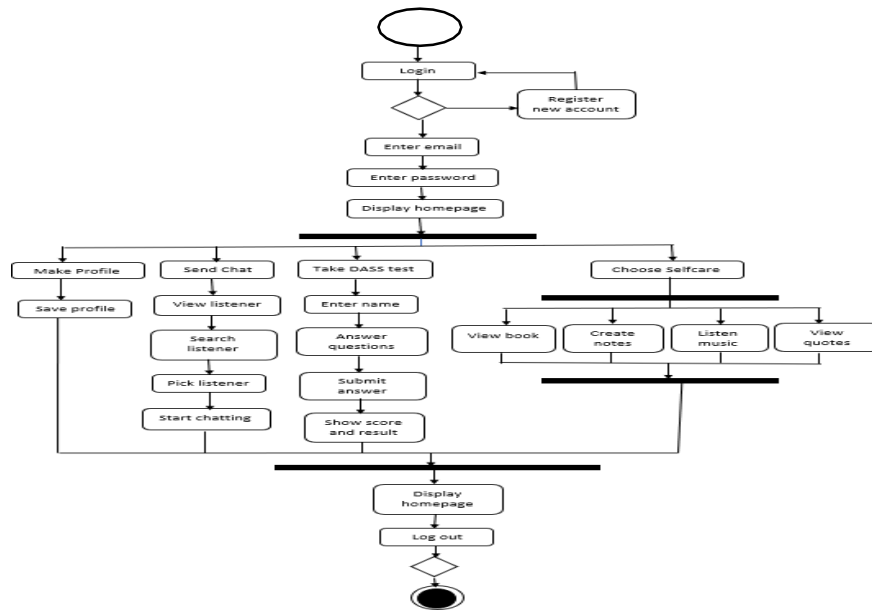 Login
Register
new account
Enter email
Enter password
Display homepage
Make Profile
Send Chat
Take DASS test
Choose Selfcare
Save profile
View listener
Enter name
Search
listener
Answer
questions
View book
Create
notes
Listen
music
View
quotes
Pick listener
Submit
answer
Start chatting
Show score
and result
Display
homepage
Log out